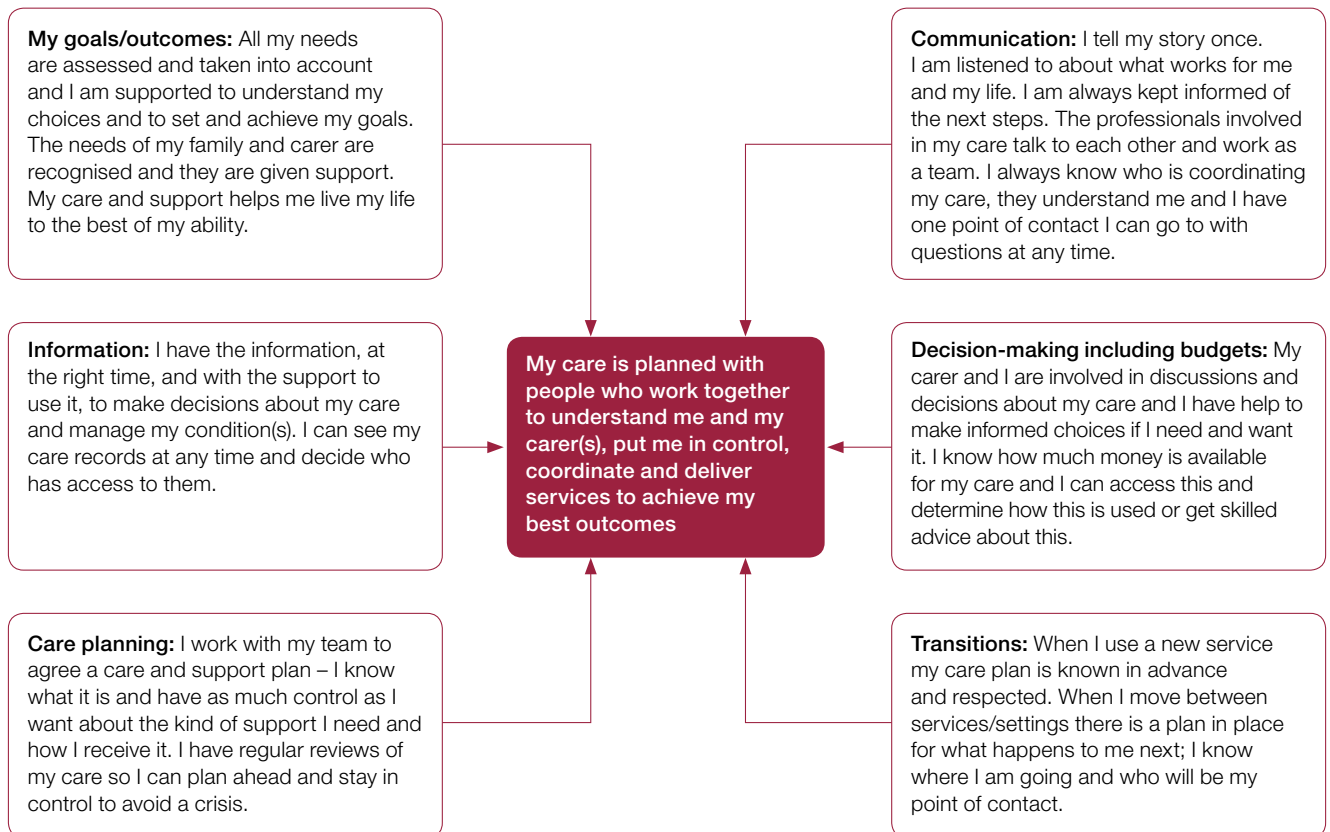 My goals/outcomes: All my needs
are assessed and taken into account
and I am supported to understand my
choices and to set and achieve my goals.
The needs of my family and carer are
recognised and they are given support.
My care and support helps me live my life
to the best of my ability.
Communication: I tell my story once.
I am listened to about what works for me
and my life. I am always kept informed of
the next steps. The professionals involved
in my care talk to each other and work as
a team. I always know who is coordinating
my care, they understand me and I have
one point of contact I can go to with
questions at any time.
Information: I have the information, at
the right time, and with the support to
use it, to make decisions about my care
and manage my condition(s). I can see my
care records at any time and decide who
has access to them.
My care is planned with
people who work together
to understand me and my
carer(s), put me in control,
coordinate and deliver
services to achieve my
best outcomes
Decision-making including budgets: My
carer and I are involved in discussions and
decisions about my care and I have help to
make informed choices if I need and want
it. I know how much money is available
for my care and I can access this and
determine how this is used or get skilled
advice about this.
Care planning: I work with my team to
agree a care and support plan – I know
what it is and have as much control as I
want about the kind of support I need and
how I receive it. I have regular reviews of
my care so I can plan ahead and stay in
control to avoid a crisis.
Transitions: When I use a new service
my care plan is known in advance
and respected. When I move between
services/settings there is a plan in place
for what happens to me next; I know
where I am going and who will be my
point of contact.